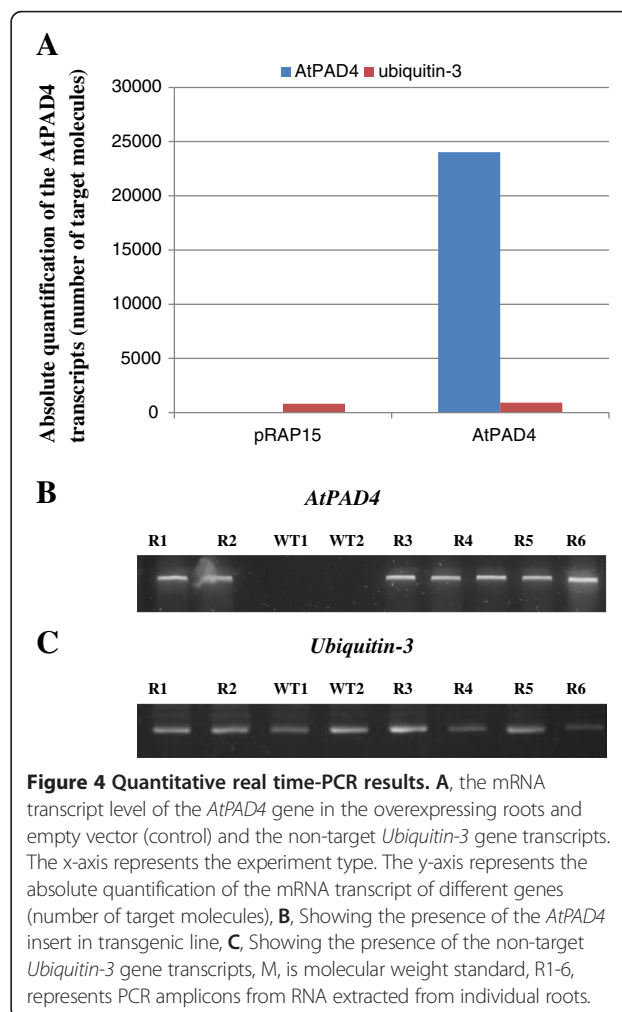 A
AtPAD4 ubiquitin-3
Absolute quantification of the AtPAD4
transcripts (number of target molecules)
30000
25000
20000
15000
10000
5000
0
pRAP15 AtPAD4
B
AtPAD4
R1 R2 WT1 WT2 R3 R4 R5 R6
C
Ubiquitin-3
R1 R2 WT1 WT2 R3 R4 R5 R6
Figure 4 Quantitative real time-PCR results. A, the mRNA
transcript level of the AtPAD4 gene in the overexpressing roots and
empty vector (control) and the non-target Ubiquitin-3 gene transcripts.
The x-axis represents the experiment type. The y-axis represents the
absolute quantification of the mRNA transcript of different genes
(number of target molecules), B, Showing the presence of the AtPAD4
insert in transgenic line, C, Showing the presence of the non-target
Ubiquitin-3 gene transcripts, M, is molecular weight standard, R1-6,
represents PCR amplicons from RNA extracted from individual roots.